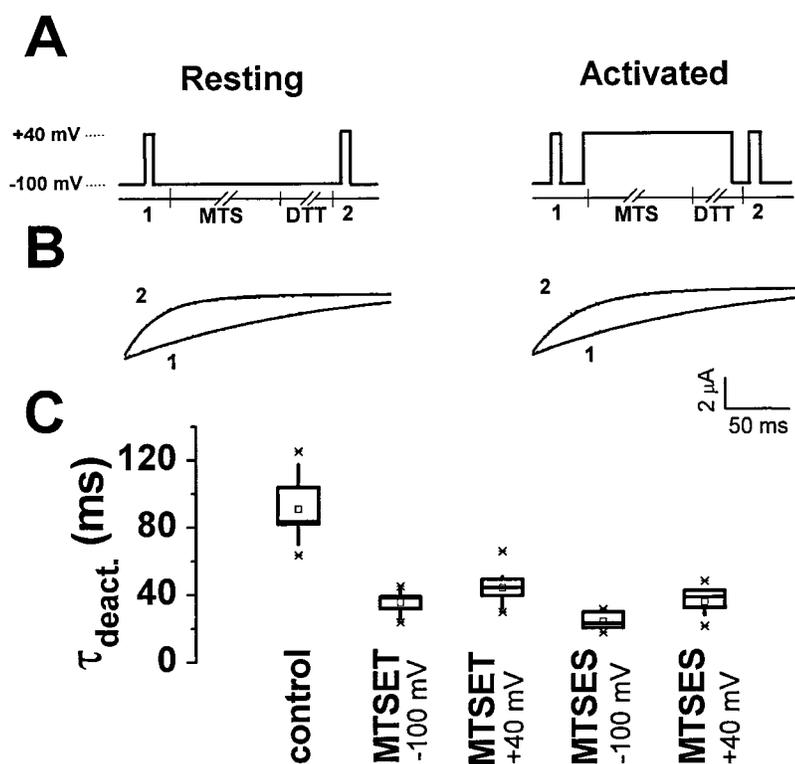 A
Resting
Activated
+40 mV
-100 mV
1
MTS
DTT
2
1
MTS
DTT
2
B
2
1
2
1
2 µA
50 ms
C
τdeact. (ms)
120
80
40
0
control
MTSET
-100 mV
MTSET
+40 mV
MTSES
-100 mV
MTSES
+40 mV